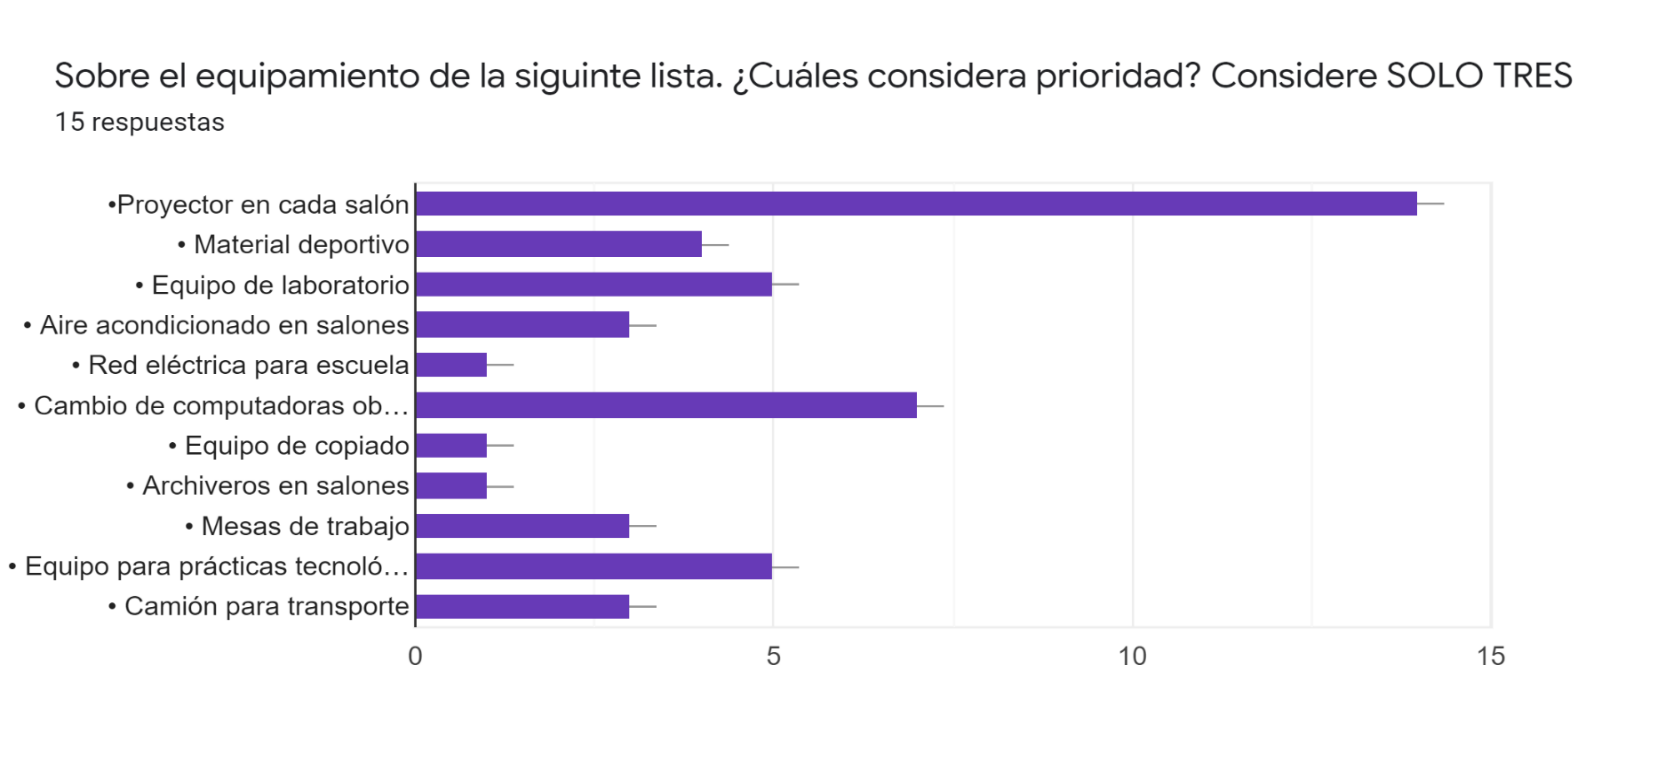 Sobre el equipamiento de la siguinte lista. ¿Cuáles considera prioridad? Considere SOLO TRES
15 respuestas
•Proyector en cada salón
• Material deportivo
• Equipo de laboratorio
• Aire acondicionado en salones
• Red eléctrica para escuela
• Cambio de computadoras ob…
• Equipo de copiado
• Archiveros en salones
• Mesas de trabajo
• Equipo para prácticas tecnoló…
• Camión para transporte
0 5 10 15